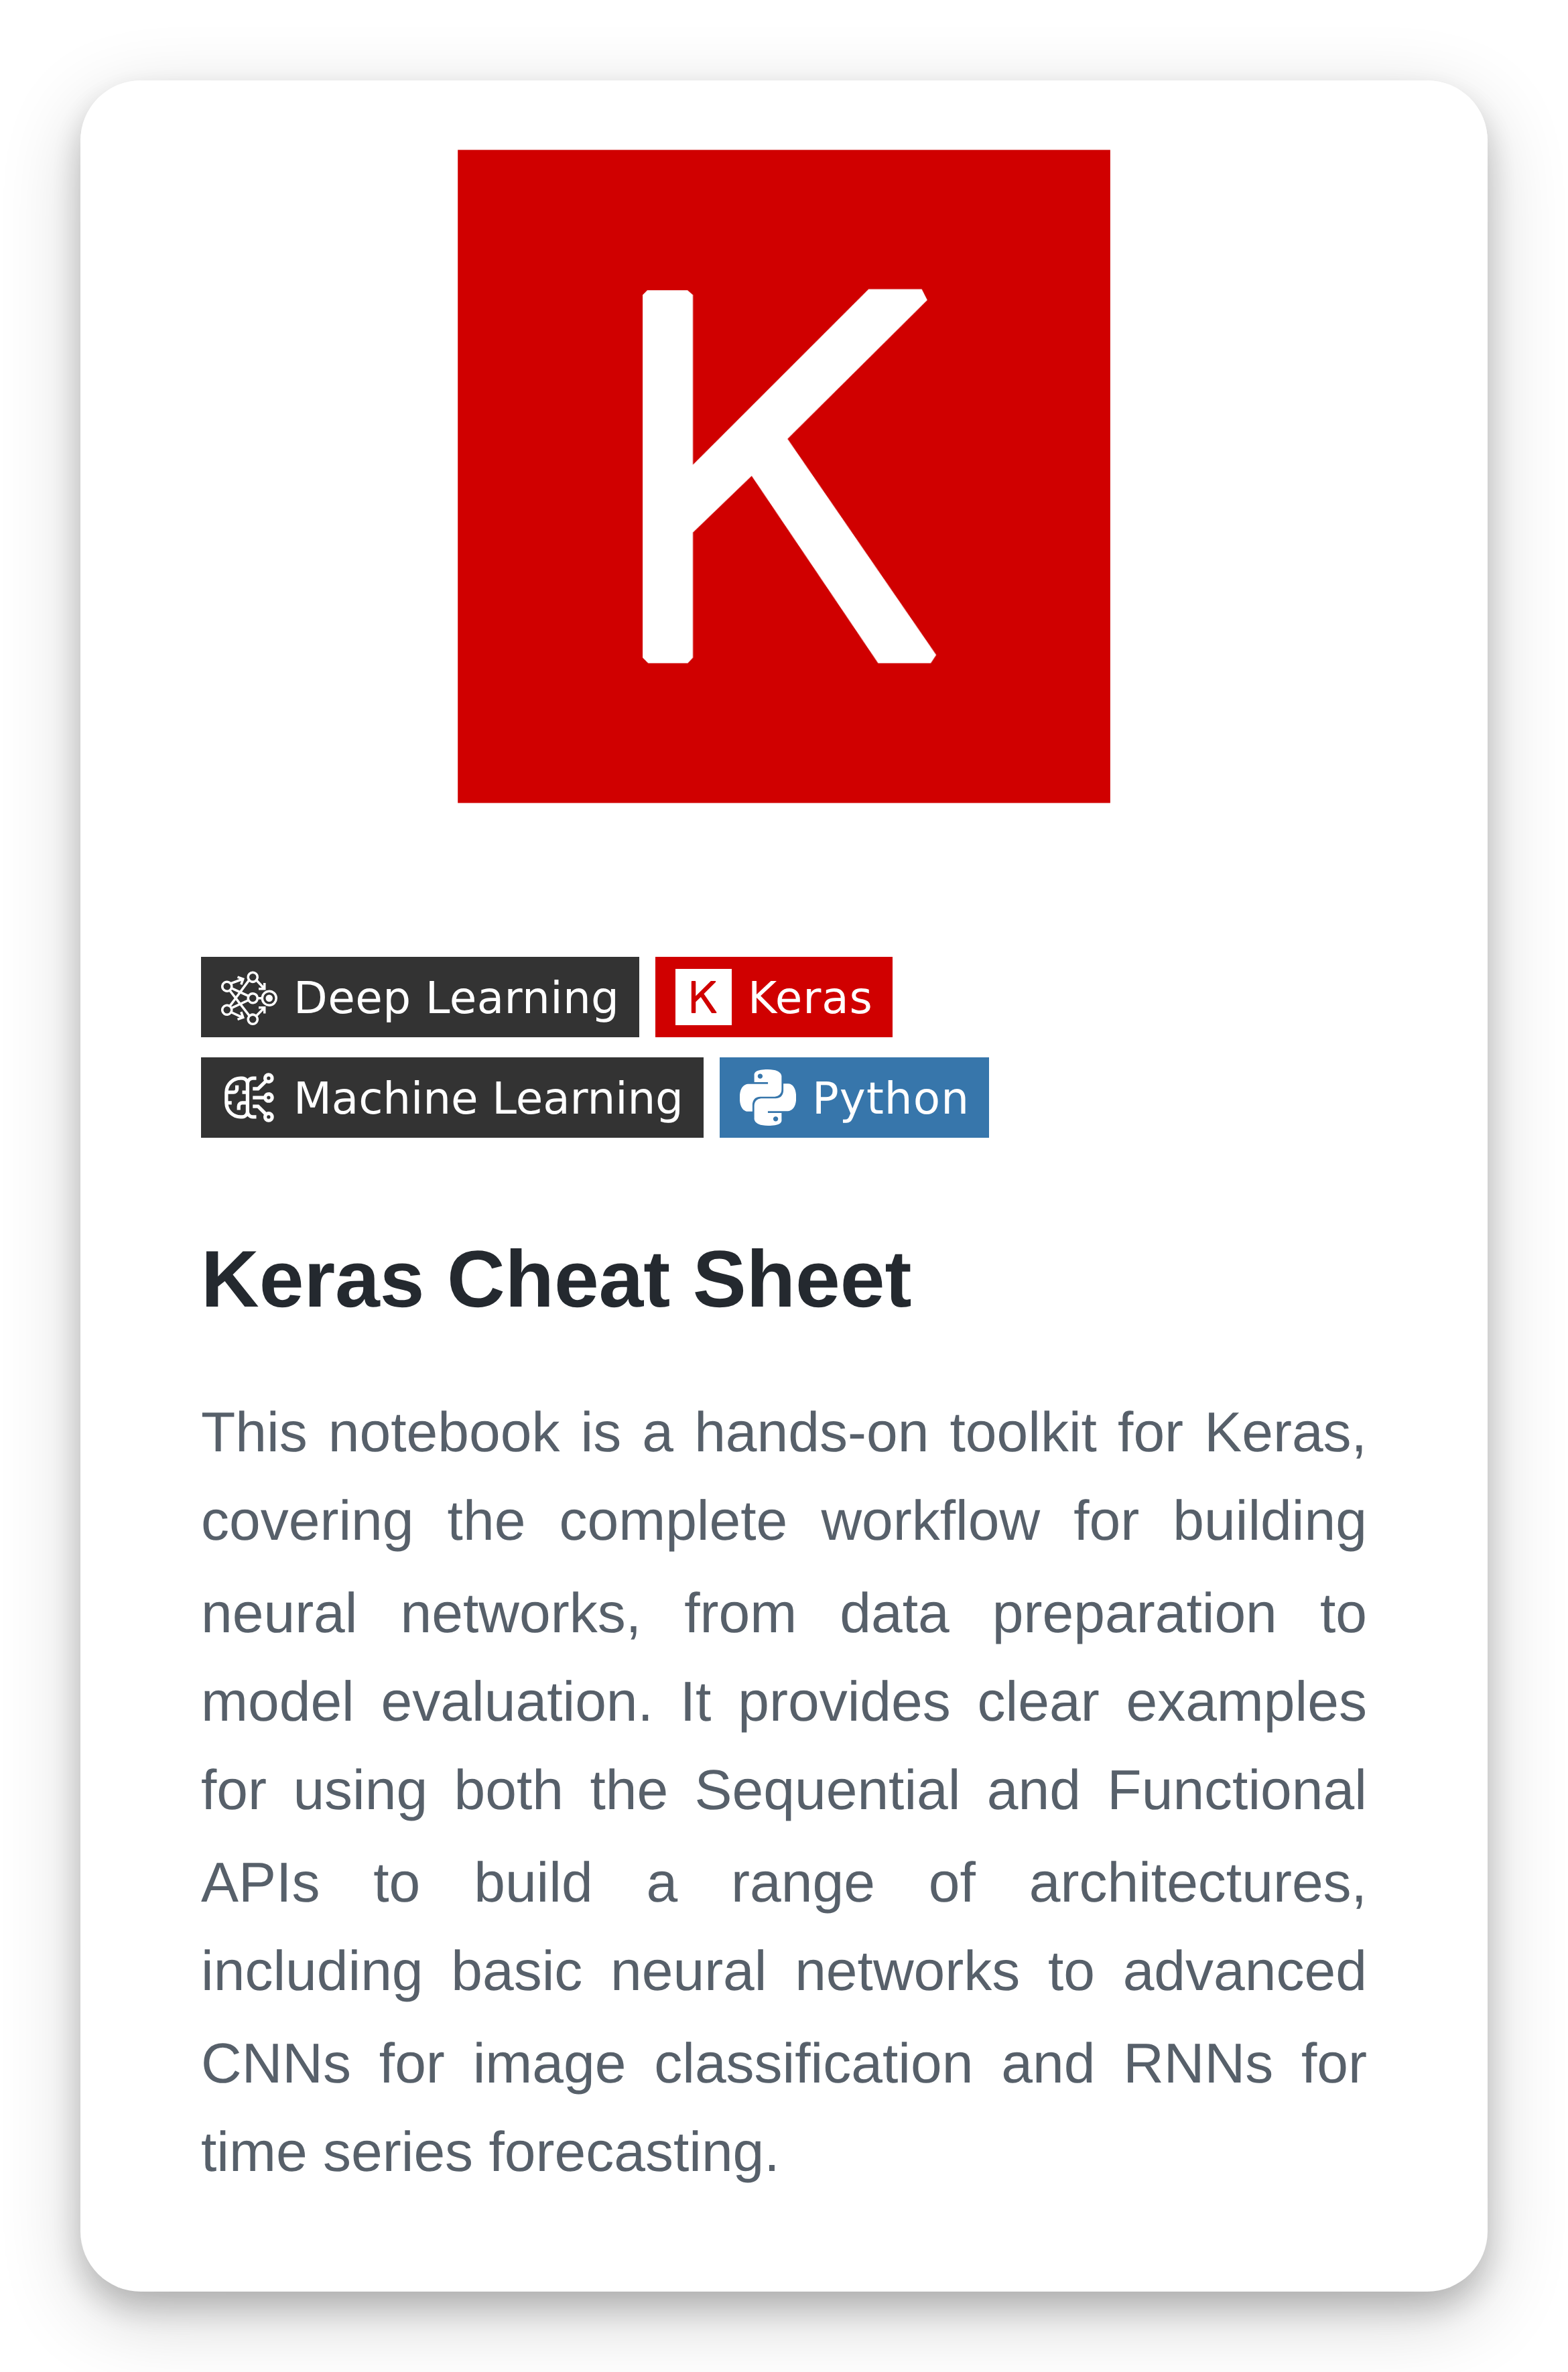 K
Deep Learning
K Keras
Machine Learning
Python
Keras Cheat Sheet
This notebook is a hands-on toolkit for Keras,
covering the complete workflow for building
neural networks, from data preparation to
model evaluation. It provides clear examples
for using both the Sequential and Functional
APIs to build a range of architectures,
including basic neural networks to advanced
CNNs for image classification and RNNs for
time series forecasting.